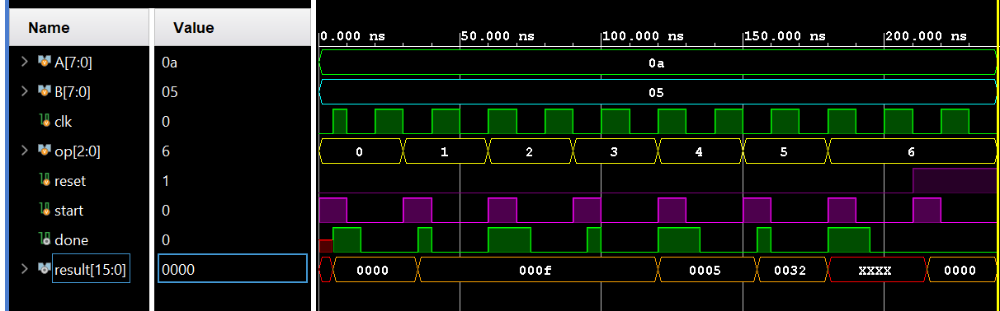 Name Value
0.000 ns 50.000 ns 100.000 ns 150.000 ns 200.000 ns
A[7:0] 0a 0a
B[7:0] 05 05
clk 0
op[2:0] 6 0 1 2 3 4 5 6
reset 1
start 0
done 0
result[15:0] 0000 0000 000f 0005 0032 XXXX 0000